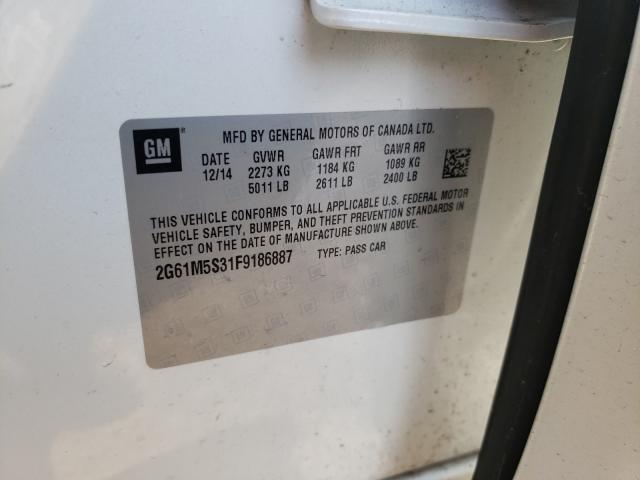 GM
®
MFD BY GENERAL MOTORS OF CANADA LTD.
DATE GVWR GAWR FRT GAWR RR
12/14 2273 KG 1184 KG 1089 KG
5011 LB 2611 LB 2400 LB
THIS VEHICLE CONFORMS TO ALL APPLICABLE U.S. FEDERAL MOTOR
VEHICLE SAFETY, BUMPER, AND THEFT PREVENTION STANDARDS IN
EFFECT ON THE DATE OF MANUFACTURE SHOWN ABOVE.
2G61M5S31F9186887 TYPE: PASS CAR